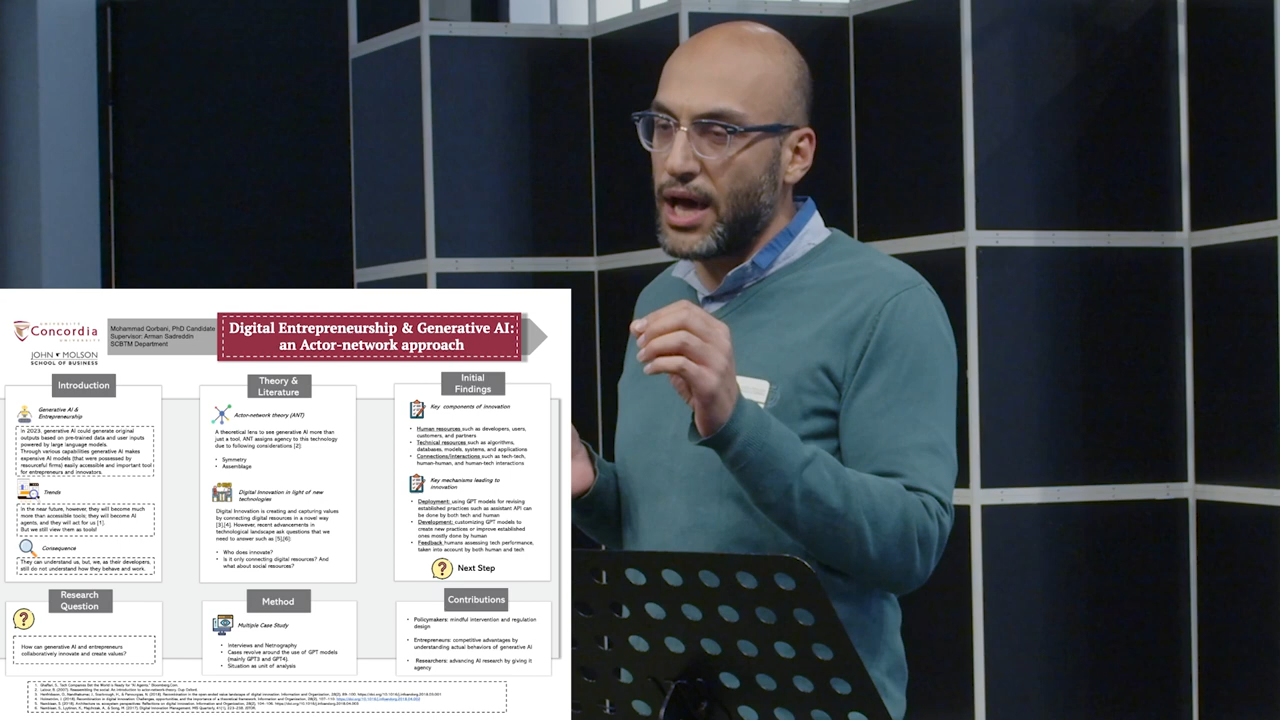 UNIVERSITÉ
Concordia
UNIVERSITY
JOHN MOLSON
SCHOOL OF BUSINESS
Mohammad Qorbani, PhD Candidate
Supervisor: Arman Sadreddin
SCBTM Department
Digital Entrepreneurship & Generative AI:
an Actor-network approach
Introduction
Generative AI &
Entrepreneurship
In 2023, generative AI could generate original
outputs based on pre-trained data and user inputs
powered by large language models.
Through various capabilities generative AI makes
expensive AI models (that were possessed by
resourceful firms) easily accessible and important tool
for entrepreneurs and innovators.
Trends
In the near future, however, they will become much
more than accessible tools; they will become AI
agents, and they will act for us [1].
But we still view them as tools!
Consequence
They can understand us, but, we, as their developers,
still do not understand how they behave and work.
Theory &
Literature
Actor-network theory (ANT)
A theoretical lens to see generative AI more than
just a tool. ANT assigns agency to this technology
due to following considerations [2]:
• Symmetry
• Assemblage
Digital Innovation in light of new
technologies
Digital Innovation is creating and capturing values
by connecting digital resources in a novel way
[3],[4]. However, recent advancements in
technological landscape ask questions that we
need to answer such as [5],[6]:
• Who does innovate?
• Is it only connecting digital resources? And
what about social resources?
Initial
Findings
Key components of innovation
• Human resources such as developers, users,
customers, and partners
• Technical resources such as algorithms,
databases, models, systems, and applications
• Connections/interactions such as tech-tech,
human-human, and human-tech interactions
Key mechanisms leading to
innovation
• Deployment: using GPT models for revising
established practices such as assistant API can
be done by both tech and human
• Development: customizing GPT models to
create new practices or improve established
ones mostly done by human
• Feedback humans assessing tech performance,
taken into account by both human and tech
Next Step
Research
Question
How can generative AI and entrepreneurs
collaboratively innovate and create values?
Method
Multiple Case Study
• Interviews and Netnography
• Cases revolve around the use of GPT models
(mainly GPT3 and GPT4).
• Situation as unit of analysis
Contributions
• Policymakers: mindful intervention and regulation
design
• Entrepreneurs: competitive advantages by
understanding actual behaviors of generative AI
• Researchers: advancing AI research by giving it
agency